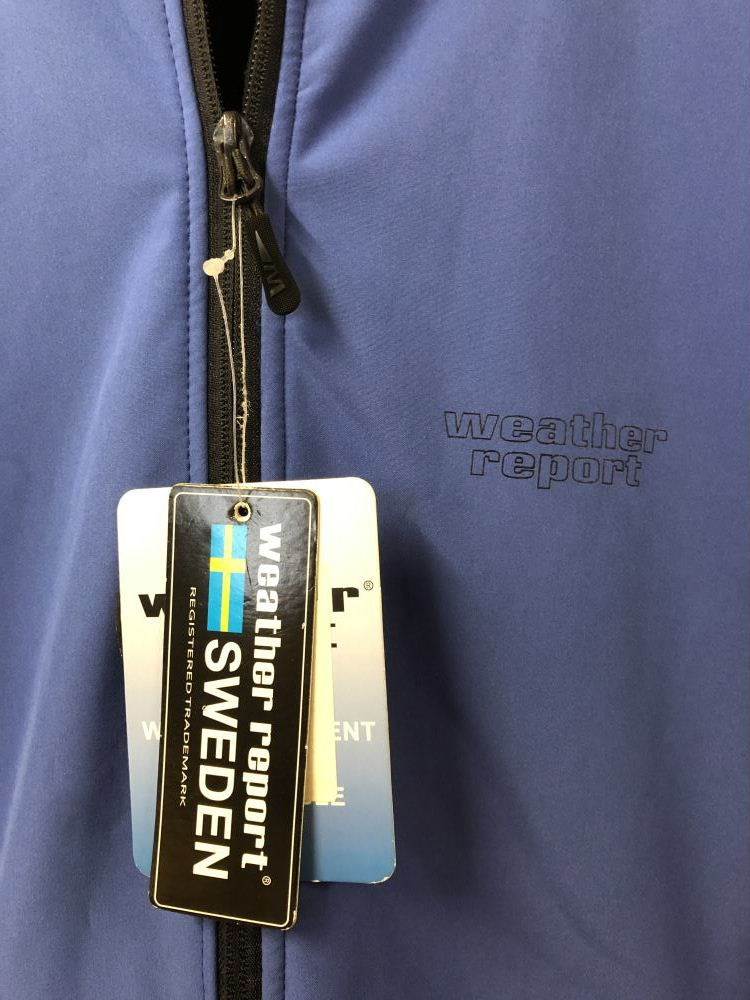 weather
report
weather report®
SWEDEN
REGISTERED TRADEMARK